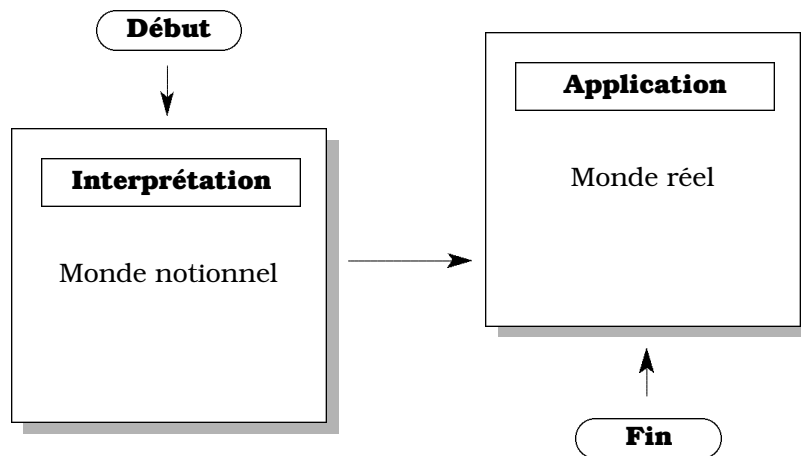 Début
Interprétation
Monde notionnel
Application
Monde réel
Fin